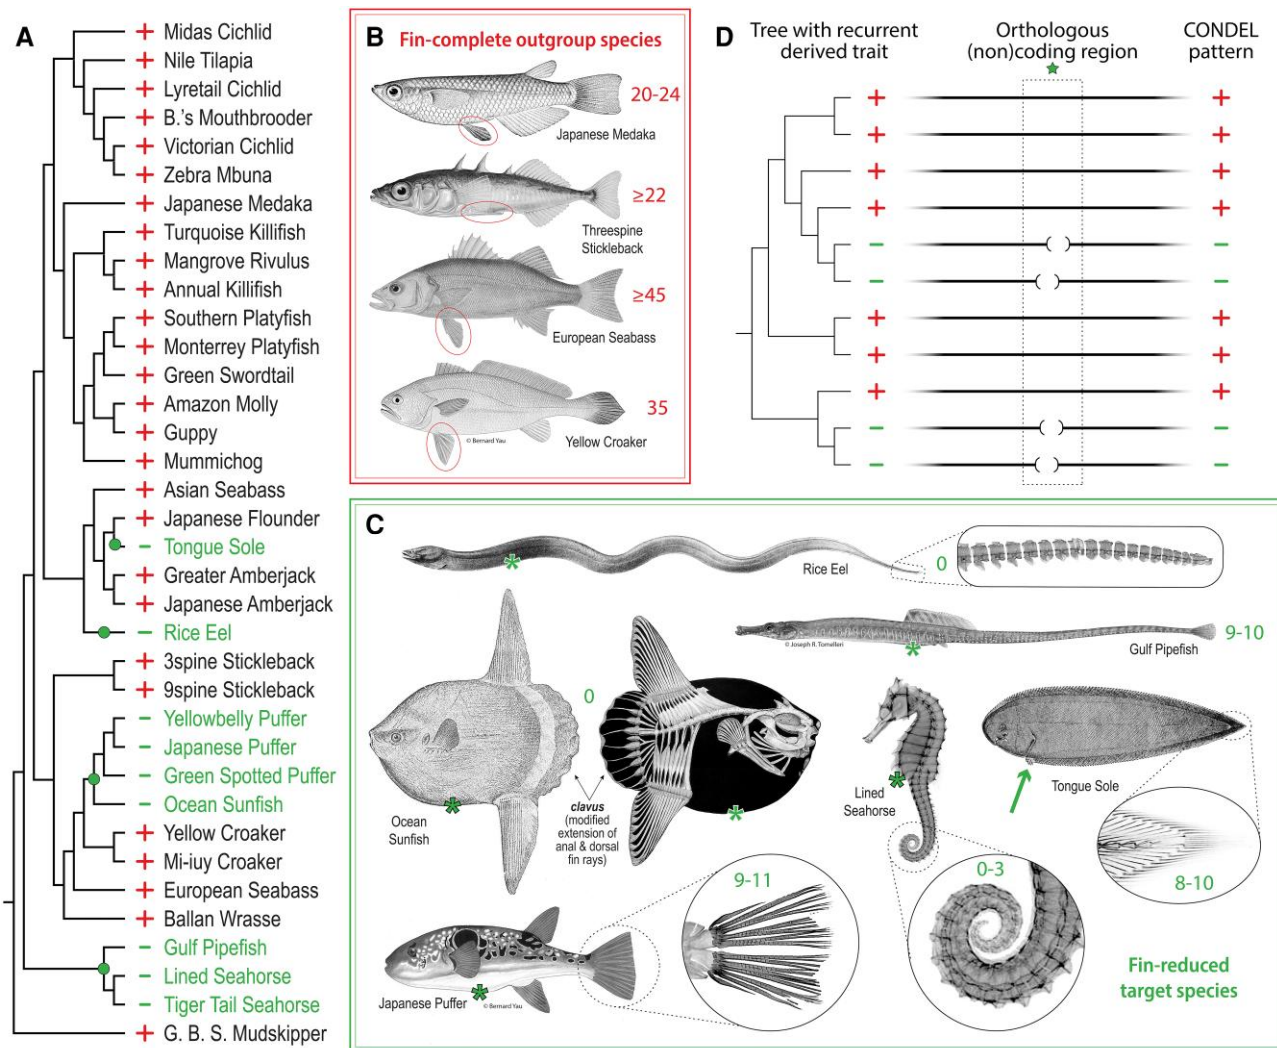 A
+ Midas Cichlid
+ Nile Tilapia
+ Lyretail Cichlid
+ B.'s Mouthbrooder
+ Victorian Cichlid
+ Zebra Mbuna
+ Japanese Medaka
+ Turquoise Killifish
+ Mangrove Rivulus
+ Annual Killifish
+ Southern Platyfish
+ Monterrey Platyfish
+ Green Swordtail
+ Amazon Molly
+ Guppy
+ Mummichog
+ Asian Seabass
+ Japanese Flounder
− Tongue Sole
+ Greater Amberjack
+ Japanese Amberjack
− Rice Eel
+ 3spine Stickleback
+ 9spine Stickleback
− Yellowbelly Puffer
− Japanese Puffer
− Green Spotted Puffer
− Ocean Sunfish
+ Yellow Croaker
+ Mi-iuy Croaker
+ European Seabass
+ Ballan Wrasse
− Gulf Pipefish
− Lined Seahorse
− Tiger Tail Seahorse
+ G. B. S. Mudskipper
B Fin-complete outgroup species
20-24
Japanese Medaka
≥22
Threespine
Stickleback
≥45
European Seabass
35
© Bernard Yau
Yellow Croaker
D
Tree with recurrent
derived trait
Orthologous
(non)coding region
CONDEL
pattern
+ +
+ +
+ +
+ +
− ( ) −
− ( ) −
+ +
+ +
+ +
− ( ) −
− ( ) −
C
Rice Eel
0
© Joseph R. Tomelleri
Gulf Pipefish
9-10
0
Ocean
Sunfish
clavus
(modified
extension of
anal & dorsal
fin rays)
Lined
Seahorse
0-3
Tongue Sole
8-10
Japanese Puffer
© Bernard Yau
9-11
Fin-reduced
target species